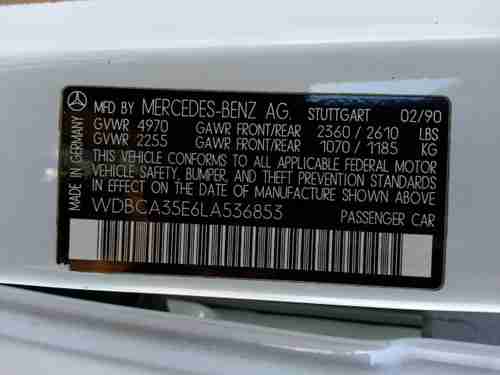 MFD BY MERCEDES-BENZ AG. STUTTGART 02/90
GVWR 4970 GAWR FRONT/REAR 2360 / 2610 LBS
GVWR 2255 GAWR FRONT/REAR 1070 / 1185 KG
THIS VEHICLE CONFORMS TO ALL APPLICABLE FEDERAL MOTOR
VEHICLE SAFETY, BUMPER, AND THEFT PREVENTION STANDARDS
IN EFFECT ON THE DATE OF MANUFACTURE SHOWN ABOVE.
WDBCA35E6LA536853 PASSENGER CAR
MADE IN GERMANY